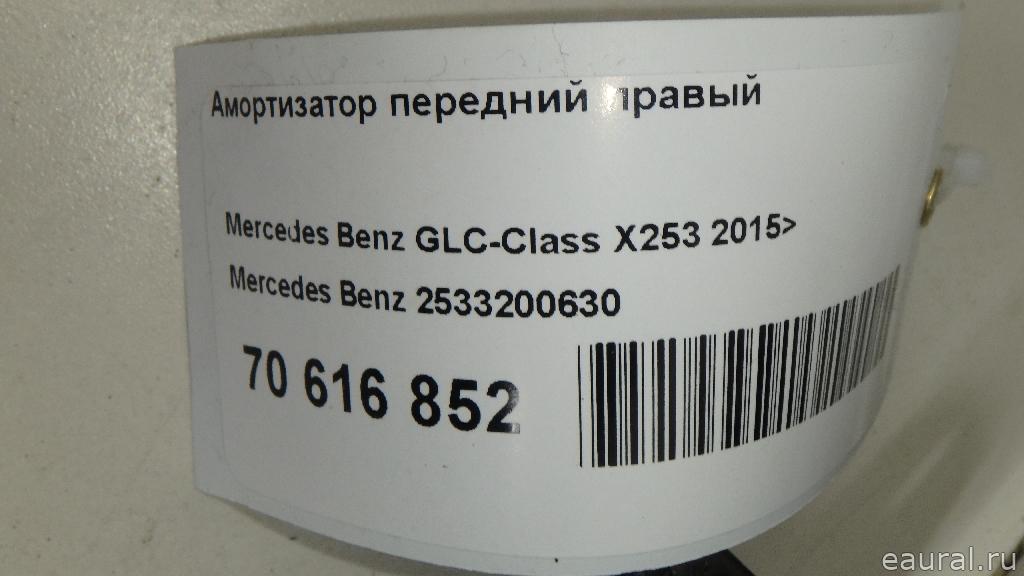 Амортизатор передний правый
Mercedes Benz GLC-Class X253 2015>
Mercedes Benz 2533200630
70 616 852
eaural.ru